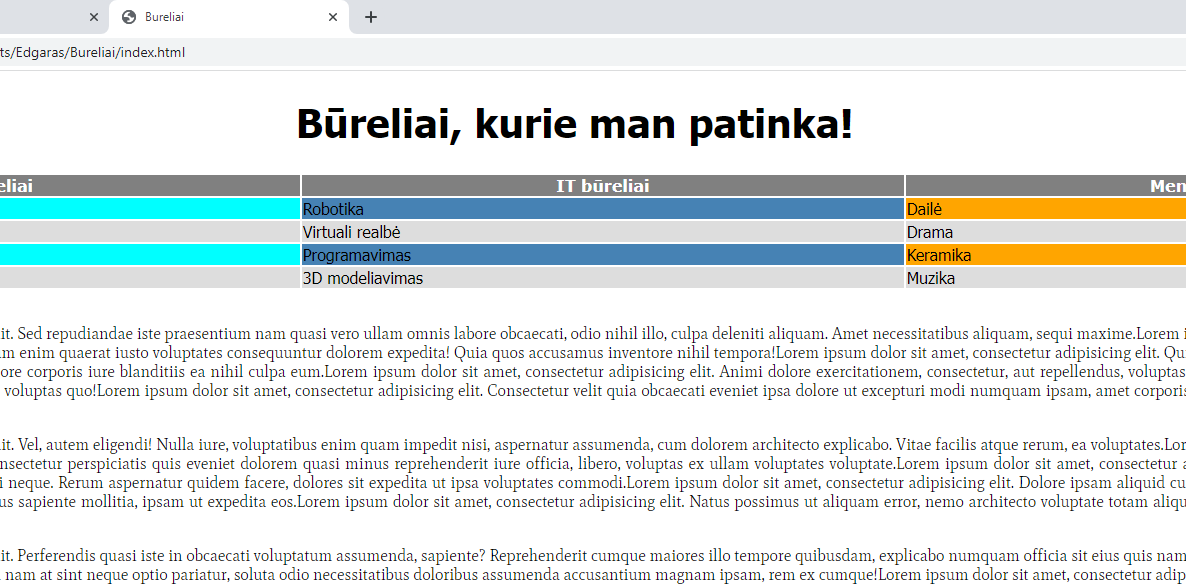 Bureliai
ts/Edgaras/Bureliai/index.html
Būreliai, kurie man patinka!
IT būreliai
Robotika
Dailė
Virtuali realbė
Drama
Programavimas
Keramika
3D modeliavimas
Muzika
it. Sed repudiandae iste praesentium nam quasi vero ullam omnis labore obcaecati, odio nihil illo, culpa deleniti aliquam. Amet necessitatibus aliquam, sequi maxime.Lorem
enim quaerat iusto voluptates consequuntur dolorem expedita! Quia quos accusamus inventore nihil tempora!Lorem ipsum dolor sit amet, consectetur adipisicing elit.
ore corporis iure blanditiis ea nihil culpa eum.Lorem ipsum dolor sit amet, consectetur adipisicing elit. Animi dolore exercitationem, consectetur, aut repellendus, voluptas
voluptas quo!Lorem ipsum dolor sit amet, consectetur adipisicing elit. Consectetur velit quia obcaecati eveniet ipsa dolore ut excepturi modi numquam ipsam, amet corporis
it. Vel, autem eligendi! Nulla iure, voluptatibus enim quam impedit nisi, aspernatur assumenda, cum dolorem architecto explicabo. Vitae facilis atque rerum, ea voluptates.Lor
nsectetur perspiciatis quis eveniet dolorem quasi minus reprehenderit iure officia, libero, voluptas ex ullam voluptates voluptate.Lorem ipsum dolor sit amet, consectetur
i neque. Rerum aspernatur quidem facere, dolores sit expedita ut ipsa voluptates commodi.Lorem ipsum dolor sit amet, consectetur adipisicing elit. Dolore ipsam aliquid cu
us sapiente mollitia, ipsam ut expedita eos.Lorem ipsum dolor sit amet, consectetur adipisicing elit. Natus possimus ut aliquam error, nemo architecto voluptate totam aliqu
it. Perferendis quasi iste in obcaecati voluptatum assumenda, sapiente? Reprehenderit cumque maiores illo tempore quibusdam, explicabo numquam officia sit eius quis nam
nam at sint neque optio pariatur, soluta odio necessitatibus doloribus assumenda accusantium magnam ipsam, rem ex cumque!Lorem ipsum dolor sit amet, consectetur adip